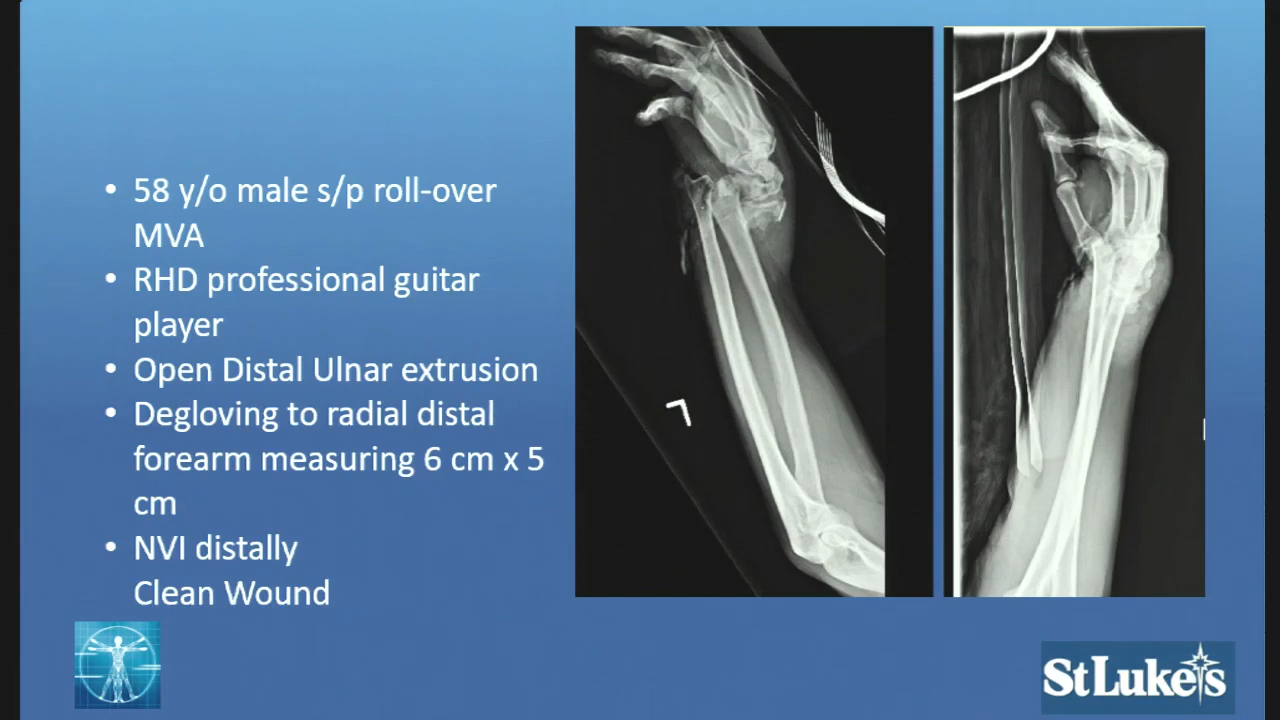 • 58 y/o male s/p roll-over
MVA
• RHD professional guitar
player
• Open Distal Ulnar extrusion
• Degloving to radial distal
forearm measuring 6 cm x 5
cm
• NVI distally
Clean Wound
StLuke's